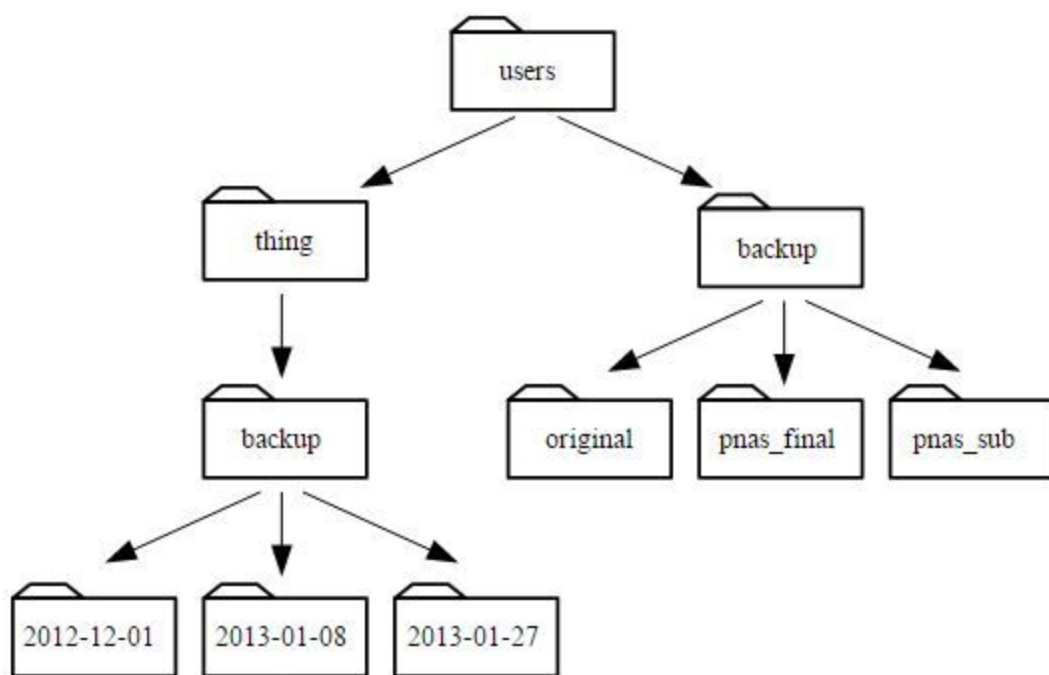 users
thing
backup
backup
original
pnas_final
pnas_sub
2012-12-01
2013-01-08
2013-01-27